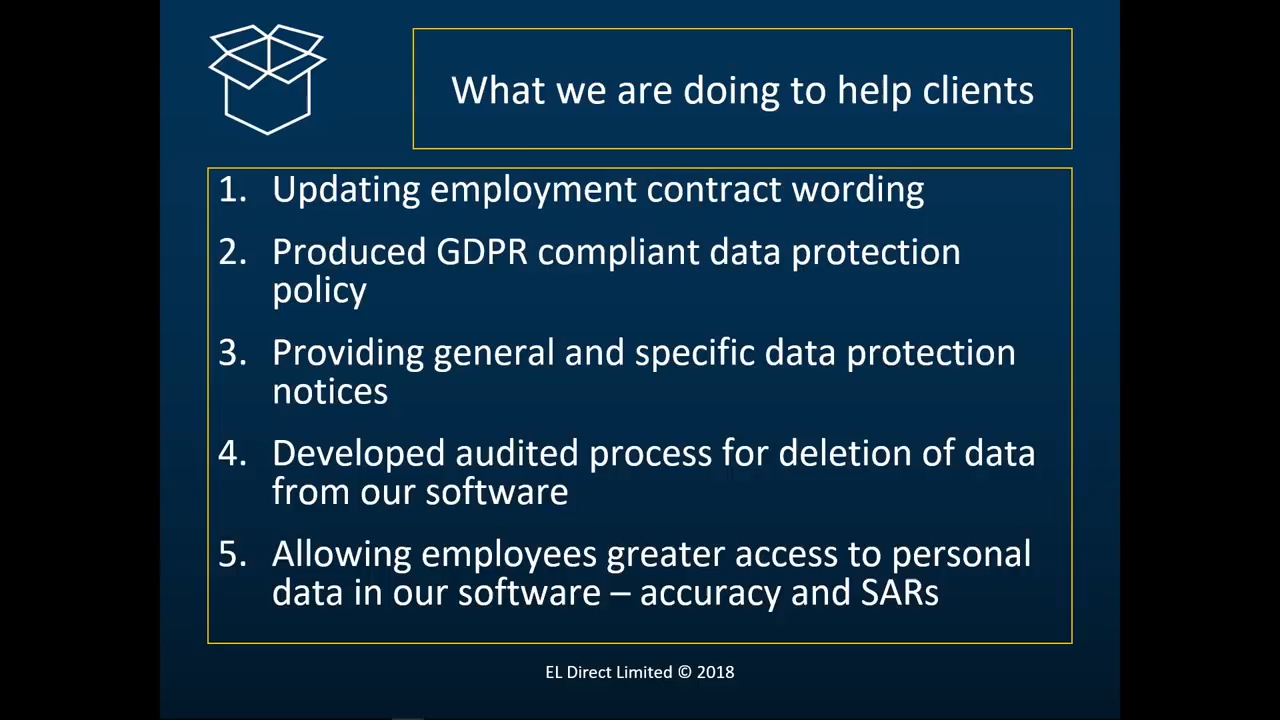 What we are doing to help clients
1. Updating employment contract wording
2. Produced GDPR compliant data protection
policy
3. Providing general and specific data protection
notices
4. Developed audited process for deletion of data
from our software
5. Allowing employees greater access to personal
data in our software – accuracy and SARs
EL Direct Limited © 2018